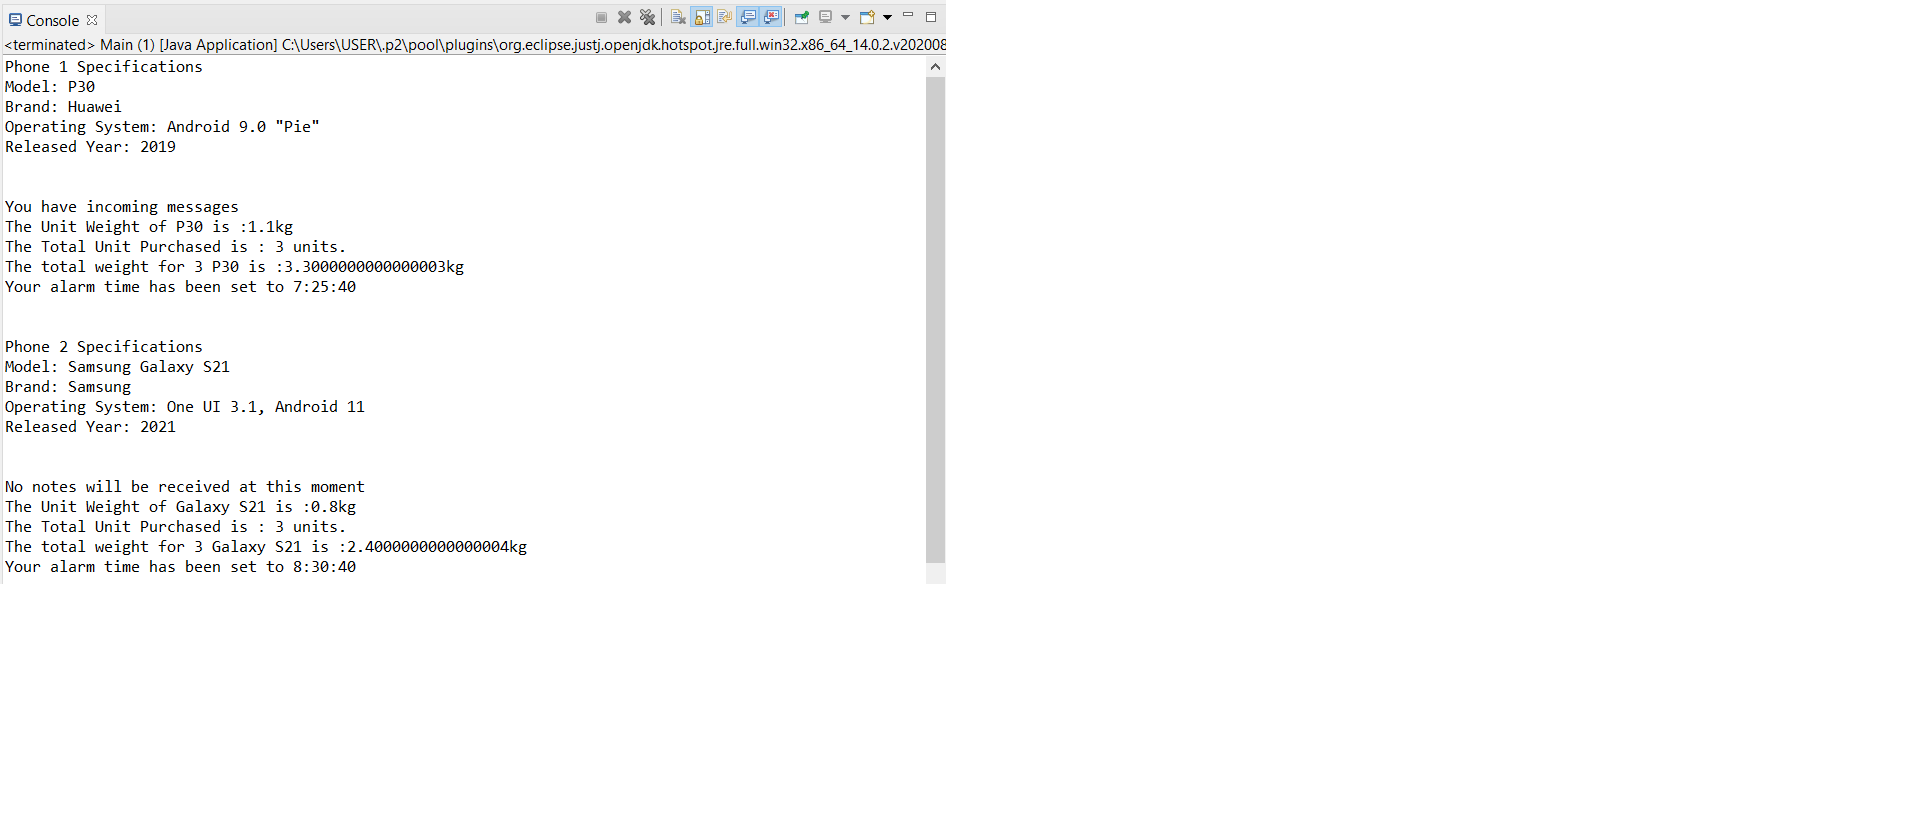 Console
<terminated> Main (1) [Java Application] C:\Users\USER\.p2\pool\plugins\org.eclipse.justj.openjdk.hotspot.jre.full.win32.x86_64_14.0.2.v202008
Phone 1 Specifications
Model: P30
Brand: Huawei
Operating System: Android 9.0 "Pie"
Released Year: 2019
You have incoming messages
The Unit Weight of P30 is :1.1kg
The Total Unit Purchased is : 3 units.
The total weight for 3 P30 is :3.3000000000000003kg
Your alarm time has been set to 7:25:40
Phone 2 Specifications
Model: Samsung Galaxy S21
Brand: Samsung
Operating System: One UI 3.1, Android 11
Released Year: 2021
No notes will be received at this moment
The Unit Weight of Galaxy S21 is :0.8kg
The Total Unit Purchased is : 3 units.
The total weight for 3 Galaxy S21 is :2.4000000000000004kg
Your alarm time has been set to 8:30:40